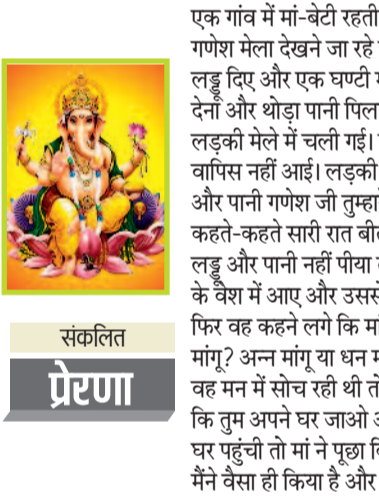 एक गांव में मां-बेटी रहती
गणेश मेला देखने जा रहे
लड्डू दिए और एक घण्टी
देना और थोड़ा पानी पिल
लड़की मेले में चली गई।
वापिस नहीं आई। लड़की
और पानी गणेश जी तुम्हा
कहते-कहते सारी रात बी
लड्डू और पानी नहीं पीया
के वेश में आए और उसस
फिर वह कहने लगे कि मां
मांगू? अन्न मांगू या धन म
वह मन में सोच रही थी तो
कि तुम अपने घर जाओ अ
घर पहुंची तो मां ने पूछा वि
मैंने वैसा ही किया है और
संकलित
प्रेरणा